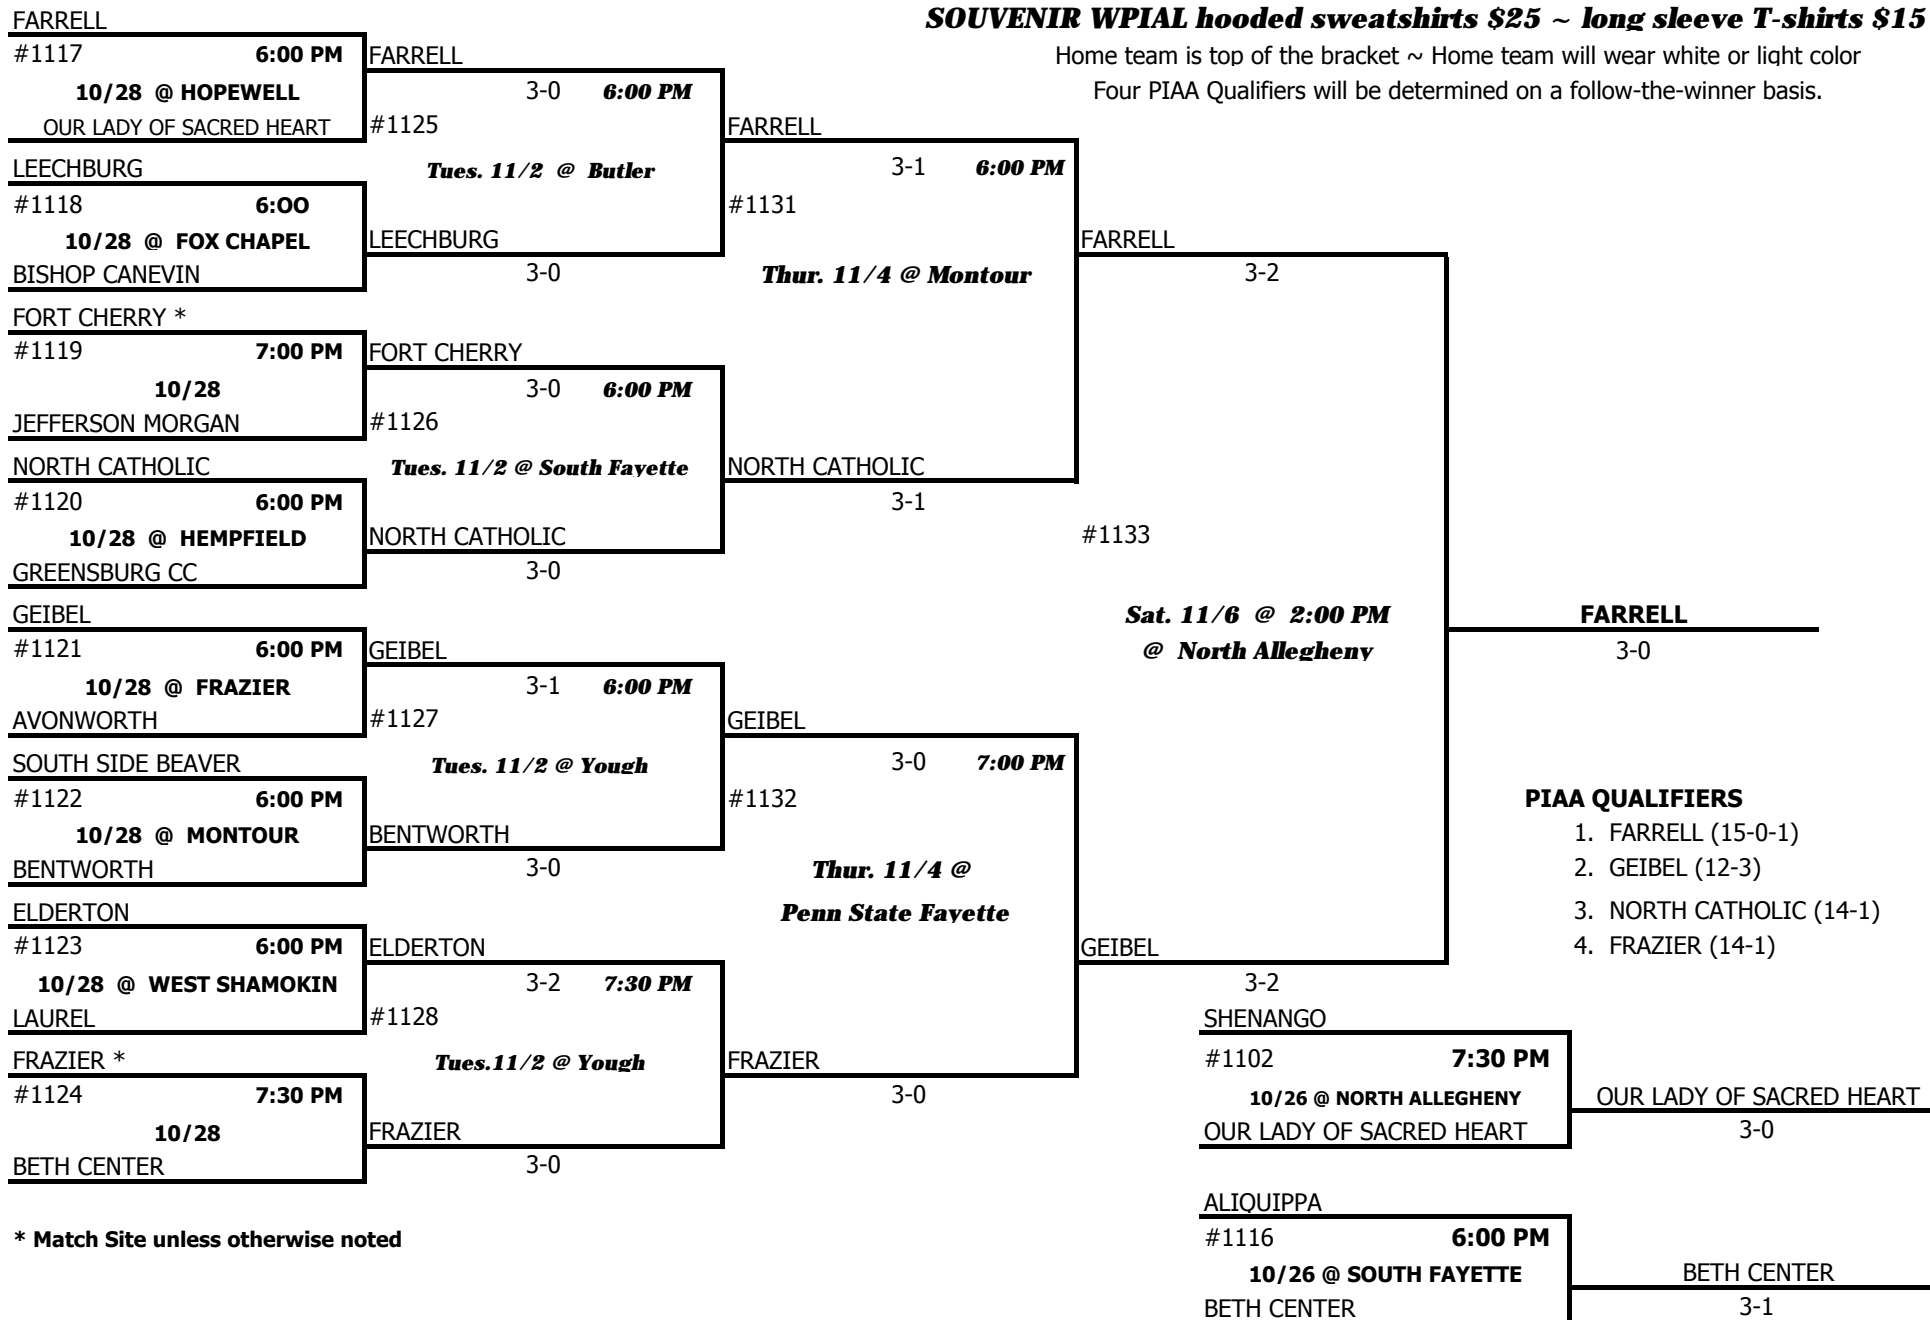 SOUVENIR WPIAL hooded sweatshirts $25 ~ long sleeve T-shirts $15
Home team is top of the bracket ~ Home team will wear white or light color
Four PIAA Qualifiers will be determined on a follow-the-winner basis.
FARRELL
#1117 6:00 PM
10/28 @ HOPEWELL
OUR LADY OF SACRED HEART
LEECHBURG
#1118 6:OO
10/28 @ FOX CHAPEL
BISHOP CANEVIN
FORT CHERRY *
#1119 7:00 PM
10/28
JEFFERSON MORGAN
NORTH CATHOLIC
#1120 6:00 PM
10/28 @ HEMPFIELD
GREENSBURG CC
GEIBEL
#1121 6:00 PM
10/28 @ FRAZIER
AVONWORTH
SOUTH SIDE BEAVER
#1122 6:00 PM
10/28 @ MONTOUR
BENTWORTH
ELDERTON
#1123 6:00 PM
10/28 @ WEST SHAMOKIN
LAUREL
FRAZIER *
#1124 7:30 PM
10/28
BETH CENTER
FARRELL
3-0 6:00 PM
#1125
Tues. 11/2 @ Butler
LEECHBURG
3-0
FORT CHERRY
3-0 6:00 PM
#1126
Tues. 11/2 @ South Fayette
NORTH CATHOLIC
3-0
GEIBEL
3-1 6:00 PM
#1127
Tues. 11/2 @ Yough
BENTWORTH
3-0
ELDERTON
3-2 7:30 PM
#1128
Tues.11/2 @ Yough
FRAZIER
3-0
FARRELL
3-1 6:00 PM
#1131
Thur. 11/4 @ Montour
NORTH CATHOLIC
3-1
GEIBEL
3-0 7:00 PM
#1132
Thur. 11/4 @
Penn State Fayette
FRAZIER
3-0
FARRELL
3-2
#1133
Sat. 11/6 @ 2:00 PM
@ North Allegheny
GEIBEL
3-2
FARRELL
3-0
PIAA QUALIFIERS
1. FARRELL (15-0-1)
2. GEIBEL (12-3)
3. NORTH CATHOLIC (14-1)
4. FRAZIER (14-1)
SHENANGO
#1102 7:30 PM
10/26 @ NORTH ALLEGHENY
OUR LADY OF SACRED HEART
OUR LADY OF SACRED HEART
3-0
ALIQUIPPA
#1116 6:00 PM
10/26 @ SOUTH FAYETTE
BETH CENTER
BETH CENTER
3-1
* Match Site unless otherwise noted